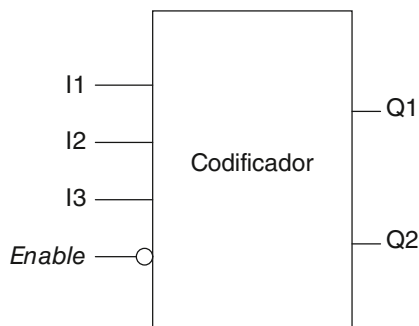 I1
I2
I3
Enable
Codificador
Q1
Q2